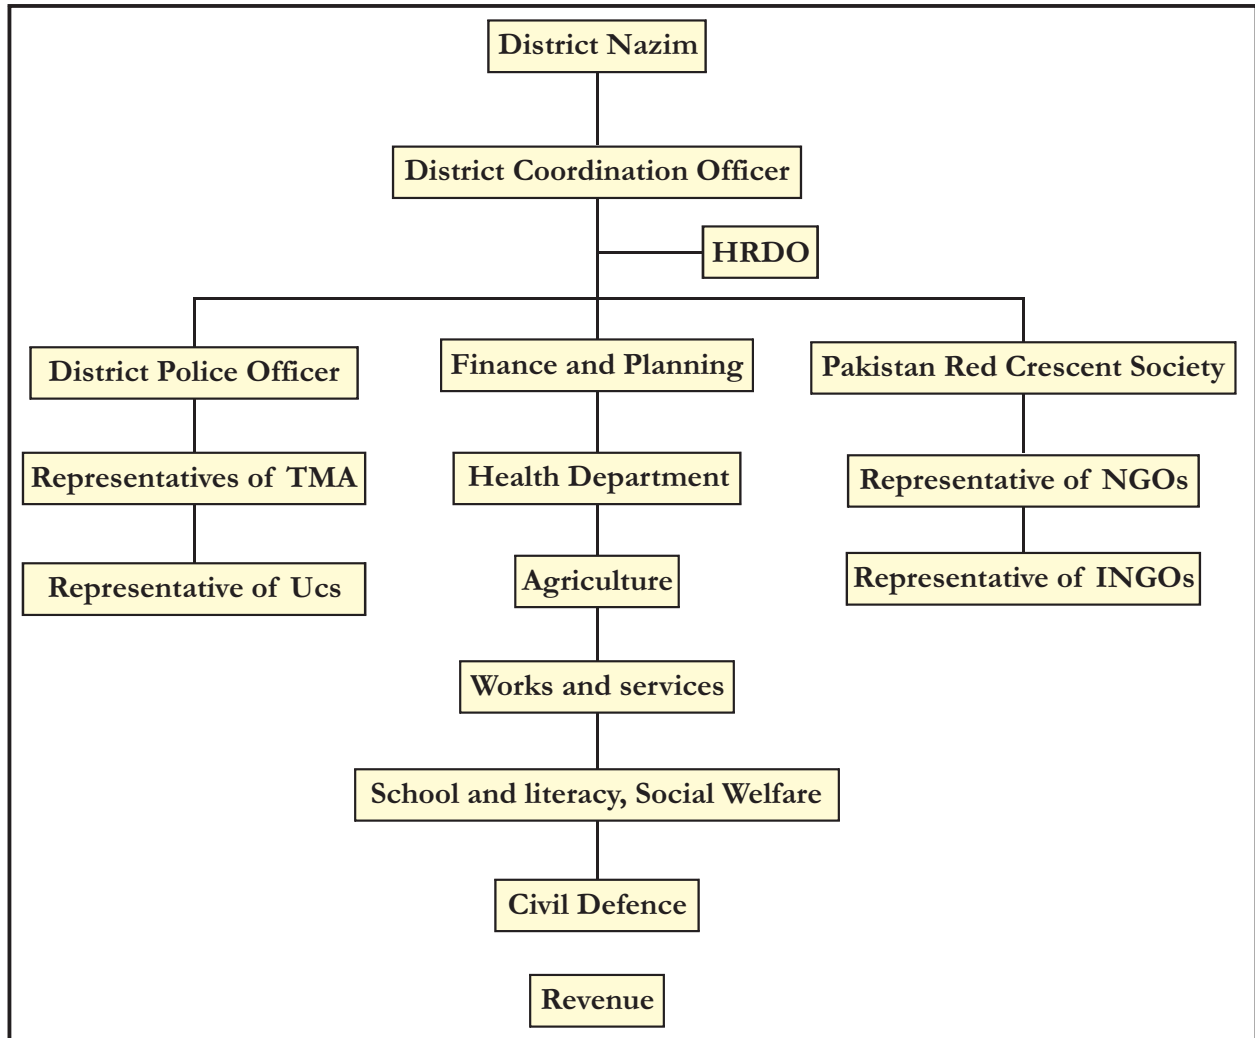 District Nazim
District Coordination Officer
HRDO
District Police Officer
Representatives of TMA
Representative of Ucs
Finance and Planning
Health Department
Agriculture
Works and services
School and literacy, Social Welfare
Civil Defence
Revenue
Pakistan Red Crescent Society
Representative of NGOs
Representative of INGOs